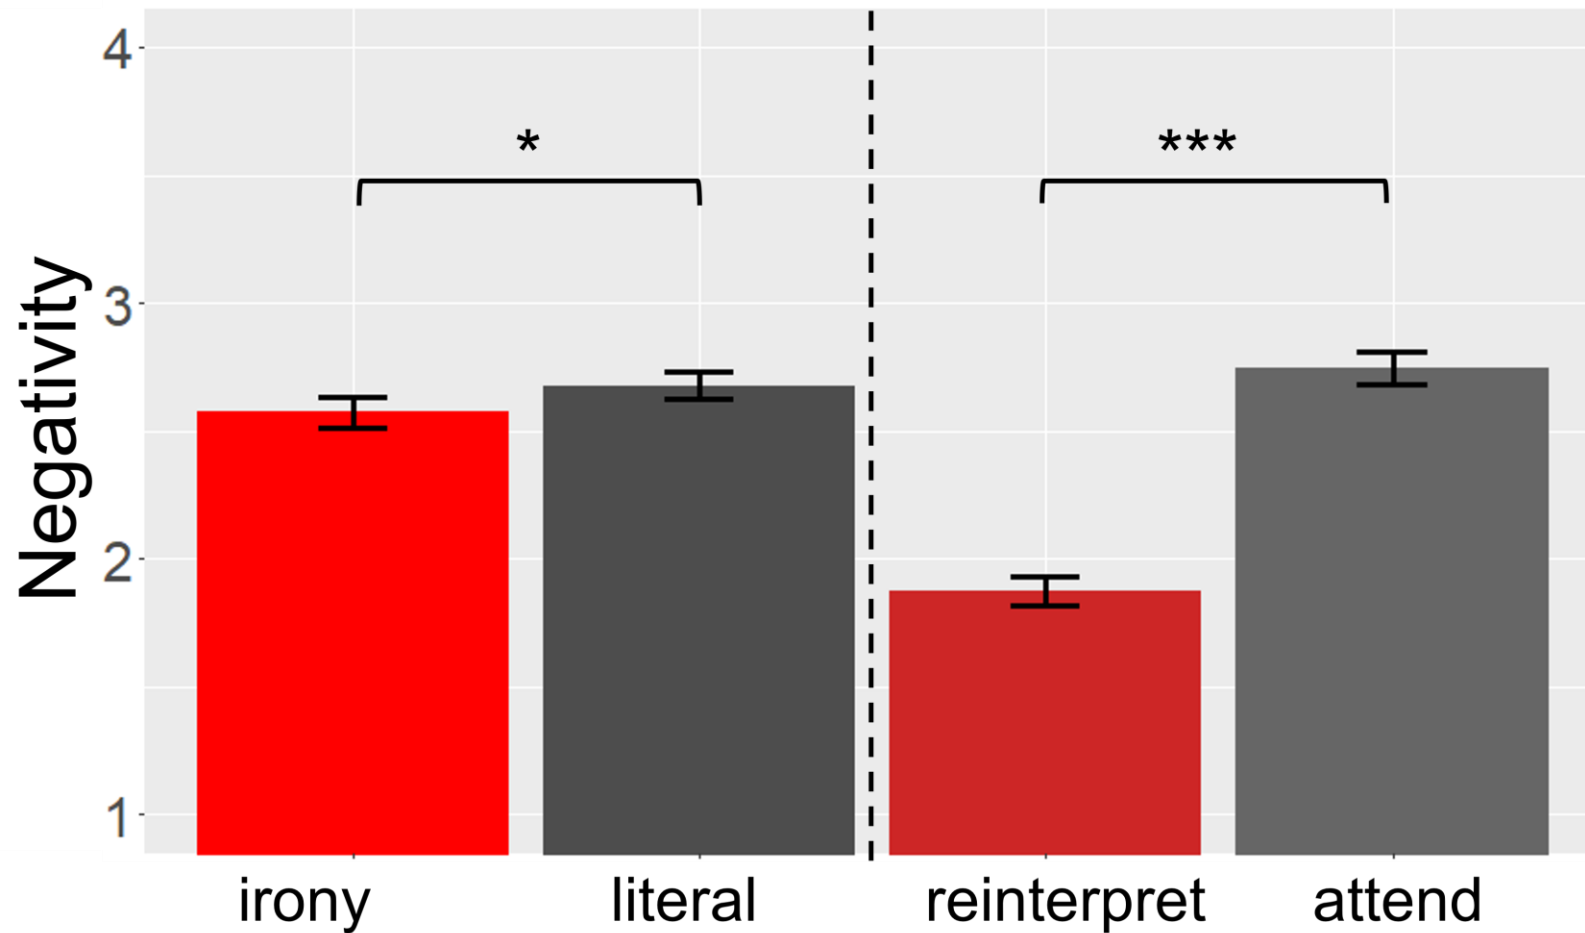 Negativity
4
3
2
1
* ***
irony literal reinterpret attend